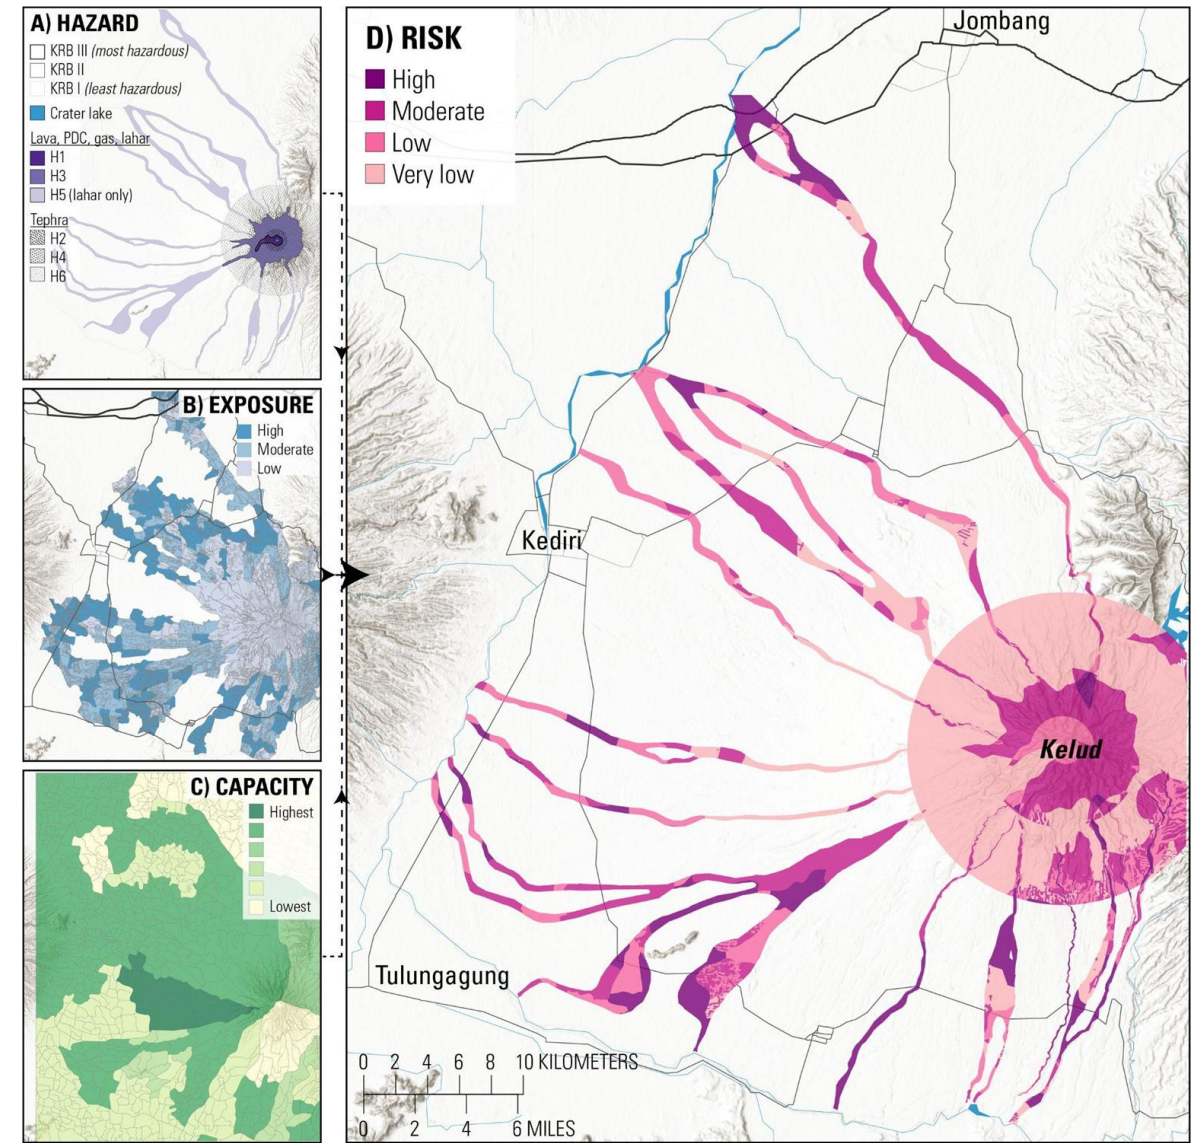 A) HAZARD
KRB III (most hazardous)
KRB II
KRB I (least hazardous)
Crater lake
Lava, PDC, gas, lahar
H1
H3
H5 (lahar only)
Tephra
H2
H4
H6
B) EXPOSURE
High
Moderate
Low
C) CAPACITY
Highest
Lowest
D) RISK
High
Moderate
Low
Very low
Jombang
Kediri
Kelud
Tulungagung
0 2 4 6 8 10 KILOMETERS
0 2 4 6 MILES